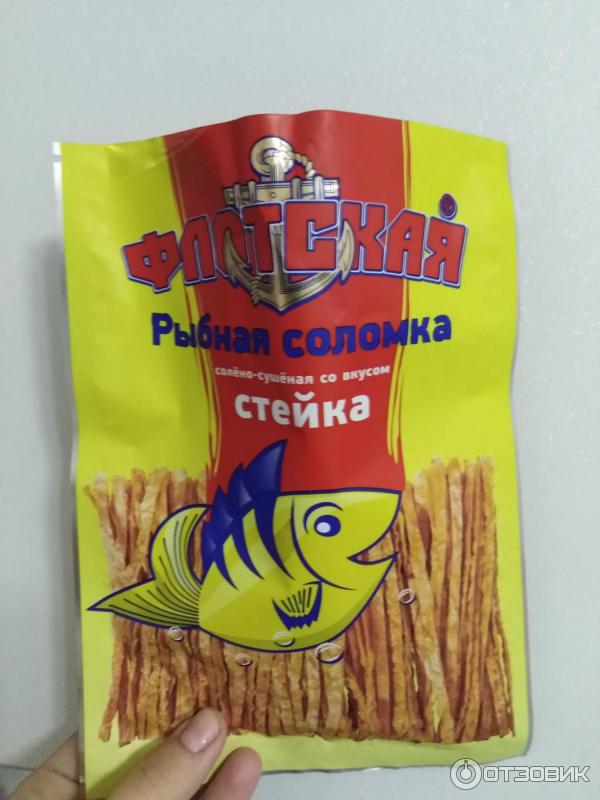 ФЛОТСКАЯ®
Рыбная соломка
солёно-сушёная со вкусом
стейка
ОТЗОВИК